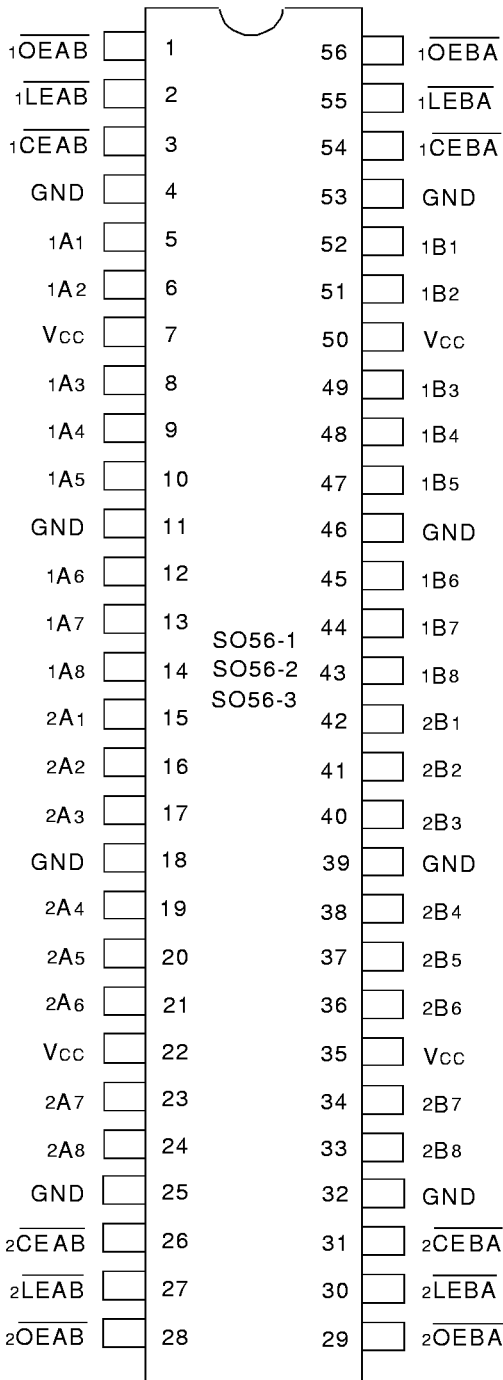 1OEAB 1 56 1OEBA
1LEAB 2 55 1LEBA
1CEAB 3 54 1CEBA
GND 4 53 GND
1A1 5 52 1B1
1A2 6 51 1B2
VCC 7 50 VCC
1A3 8 49 1B3
1A4 9 48 1B4
1A5 10 47 1B5
GND 11 46 GND
1A6 12 45 1B6
1A7 13 44 1B7
SO56-1
1A8 14 SO56-2 43 1B8
SO56-3
2A1 15 42 2B1
2A2 16 41 2B2
2A3 17 40 2B3
GND 18 39 GND
2A4 19 38 2B4
2A5 20 37 2B5
2A6 21 36 2B6
VCC 22 35 VCC
2A7 23 34 2B7
2A8 24 33 2B8
GND 25 32 GND
2CEAB 26 31 2CEBA
2LEAB 27 30 2LEBA
2OEAB 28 29 2OEBA